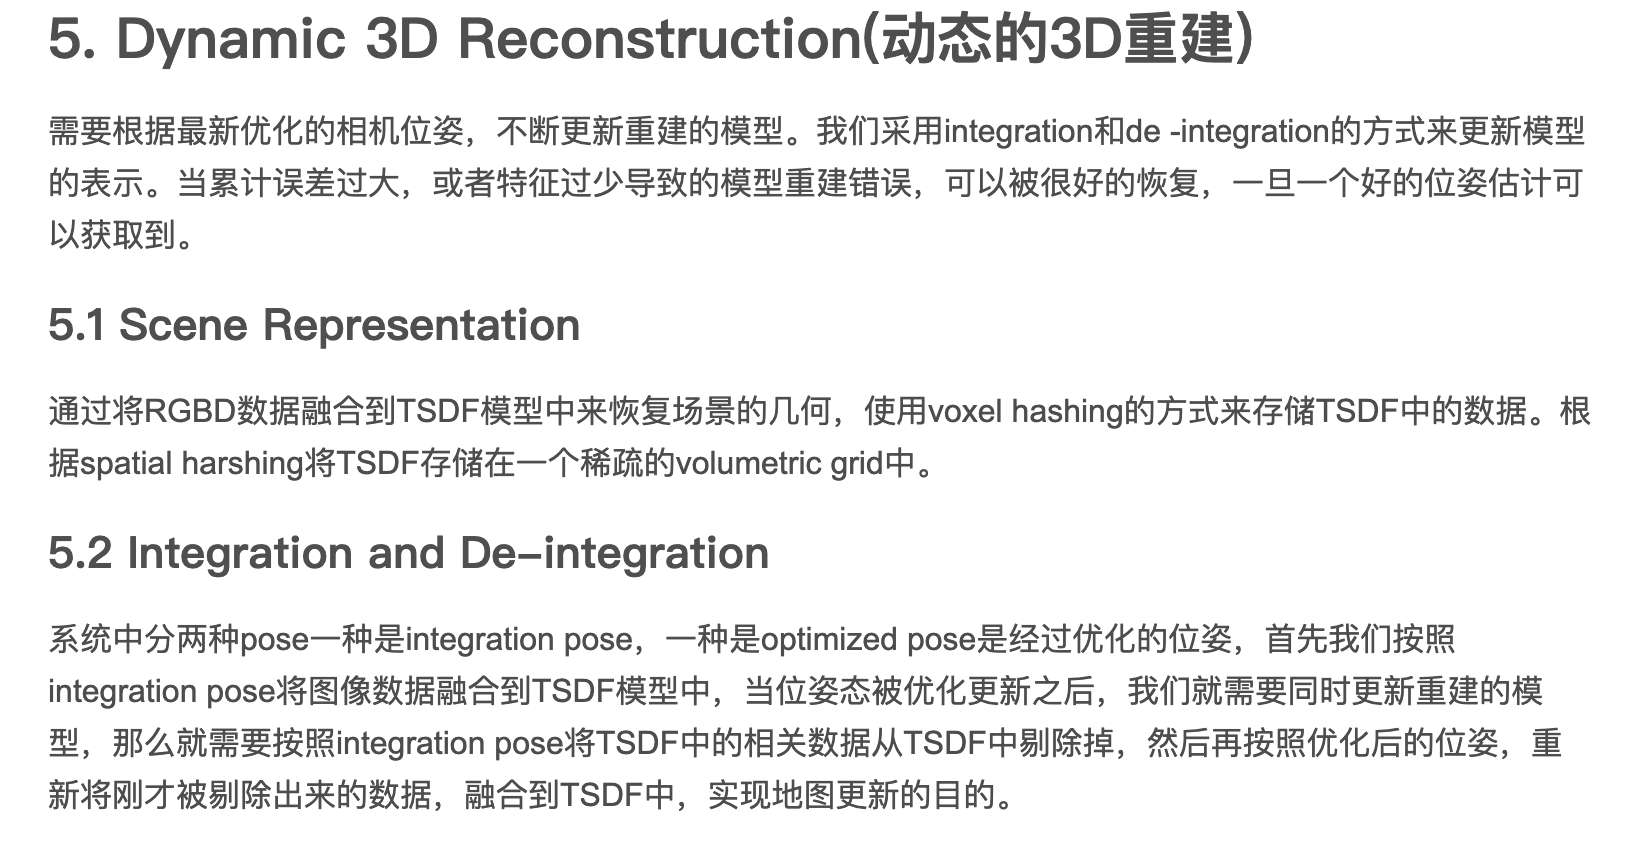 5. Dynamic 3D Reconstruction(动态的3D重建)
需要根据最新优化的相机位姿，不断更新重建的模型。我们采用integration和de -integration的方式来更新模型
的表示。当累计误差过大，或者特征过少导致的模型重建错误，可以被很好的恢复，一旦一个好的位姿估计可
以获取到。
5.1 Scene Representation
通过将RGBD数据融合到TSDF模型中来恢复场景的几何，使用voxel hashing的方式来存储TSDF中的数据。根
据spatial harshing将TSDF存储在一个稀疏的volumetric grid中。
5.2 Integration and De–integration
系统中分两种pose一种是integration pose，一种是optimized pose是经过优化的位姿，首先我们按照
integration pose将图像数据融合到TSDF模型中，当位姿态被优化更新之后，我们就需要同时更新重建的模
型，那么就需要按照integration pose将TSDF中的相关数据从TSDF中剔除掉，然后再按照优化后的位姿，重
新将刚才被剔除出来的数据，融合到TSDF中，实现地图更新的目的。